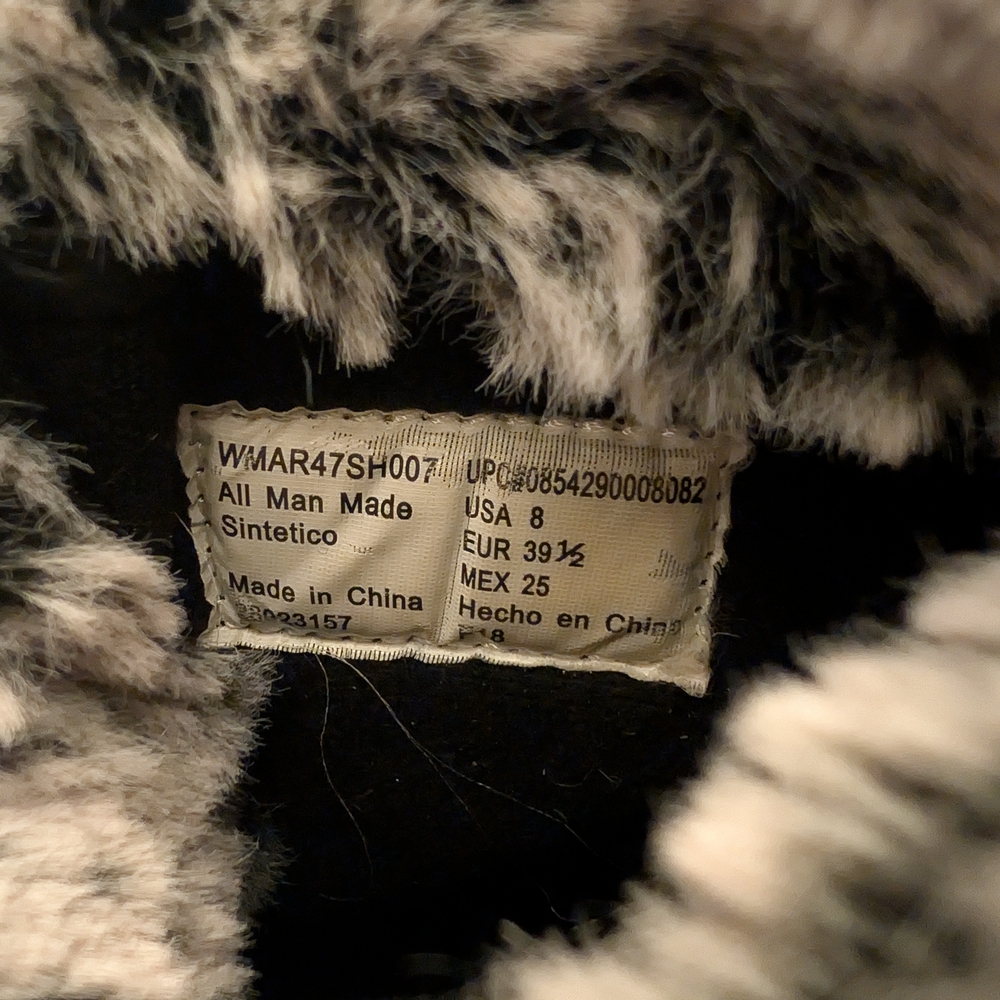 WMAR47SH007
All Man Made
Sintetico
Made in China
UPC#0854290008082
USA 8
EUR 39½
MEX 25
Hecho en China